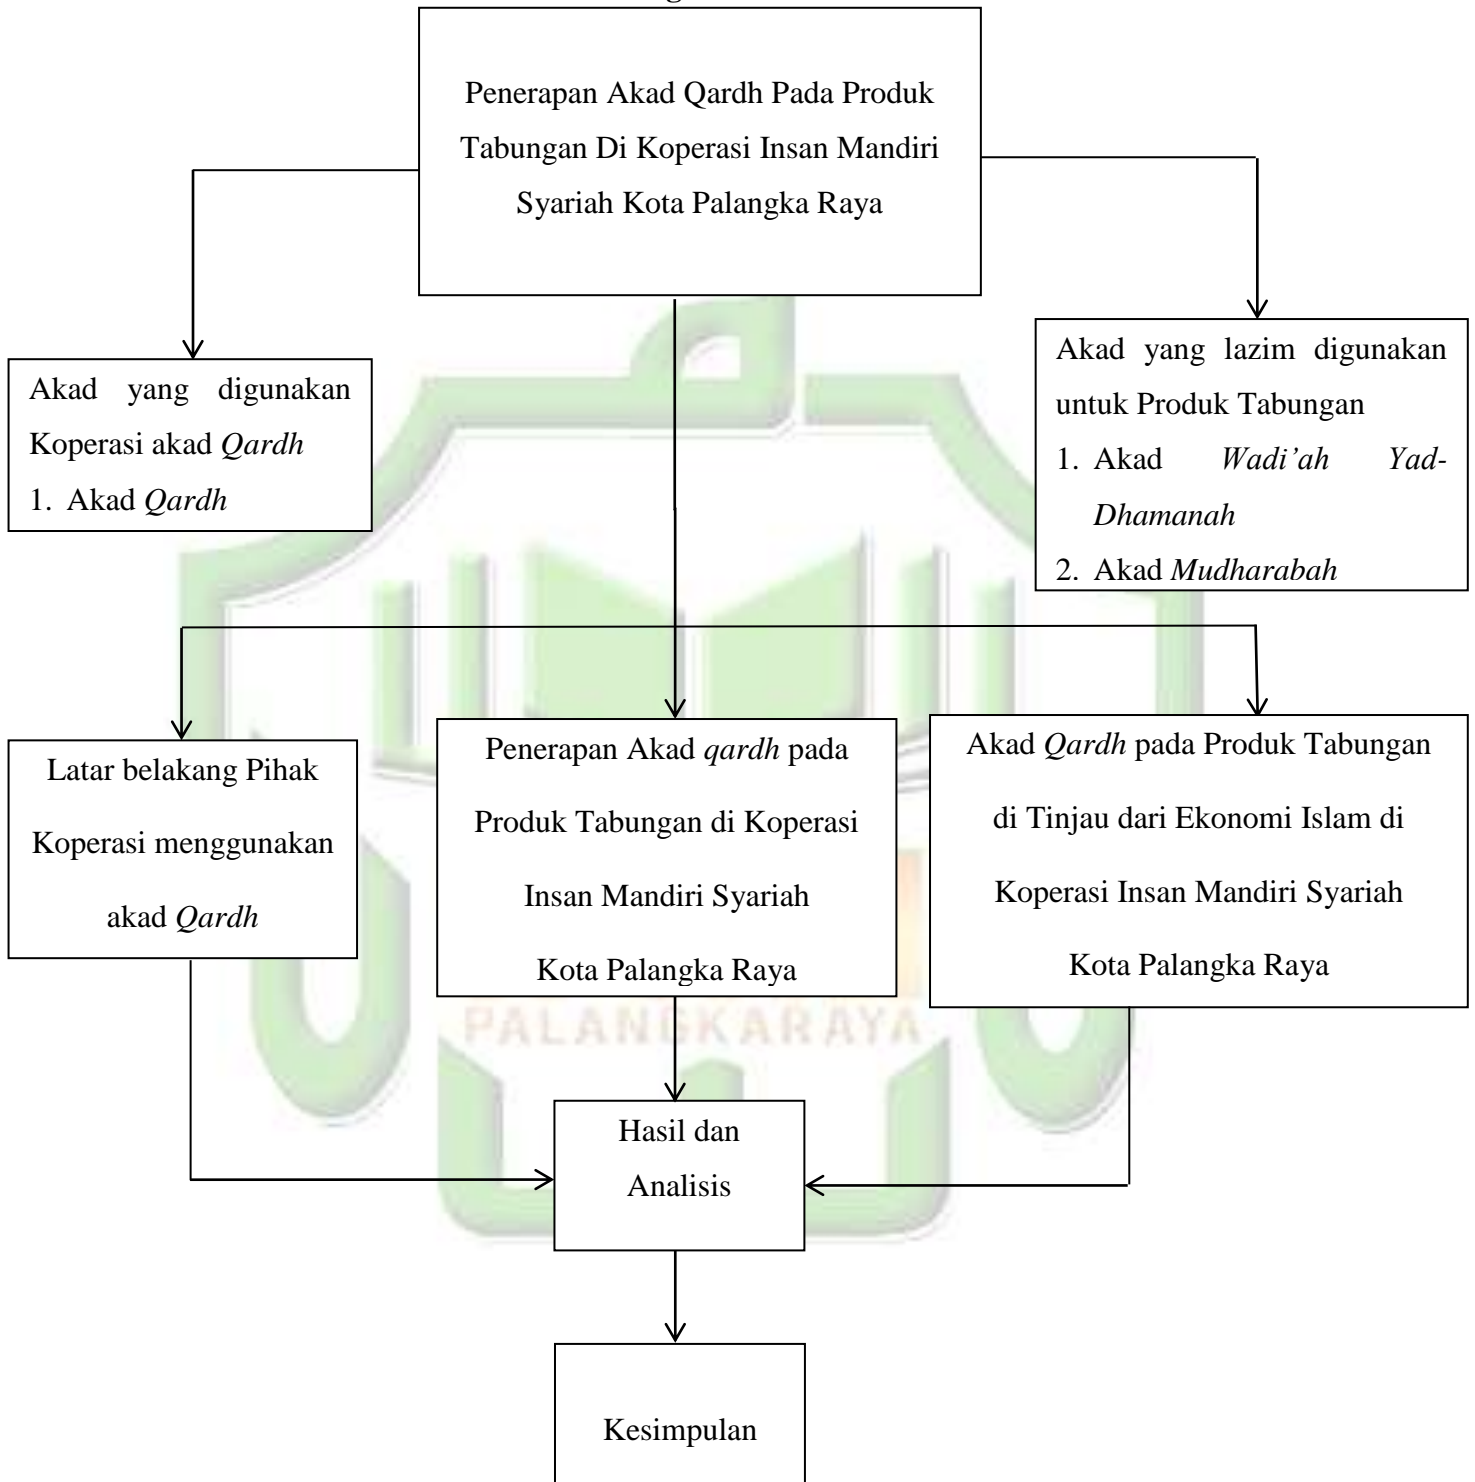 Penerapan Akad Qardh Pada Produk
Tabungan Di Koperasi Insan Mandiri
Syariah Kota Palangka Raya
Akad yang digunakan
Koperasi akad Qardh
1. Akad Qardh
Akad yang lazim digunakan
untuk Produk Tabungan
1. Akad Wadi’ah Yad-
Dhamanah
2. Akad Mudharabah
Latar belakang Pihak
Koperasi menggunakan
akad Qardh
Penerapan Akad qardh pada
Produk Tabungan di Koperasi
Insan Mandiri Syariah
Kota Palangka Raya
Akad Qardh pada Produk Tabungan
di Tinjau dari Ekonomi Islam di
Koperasi Insan Mandiri Syariah
Kota Palangka Raya
PALANGKARAYA
Hasil dan
Analisis
Kesimpulan